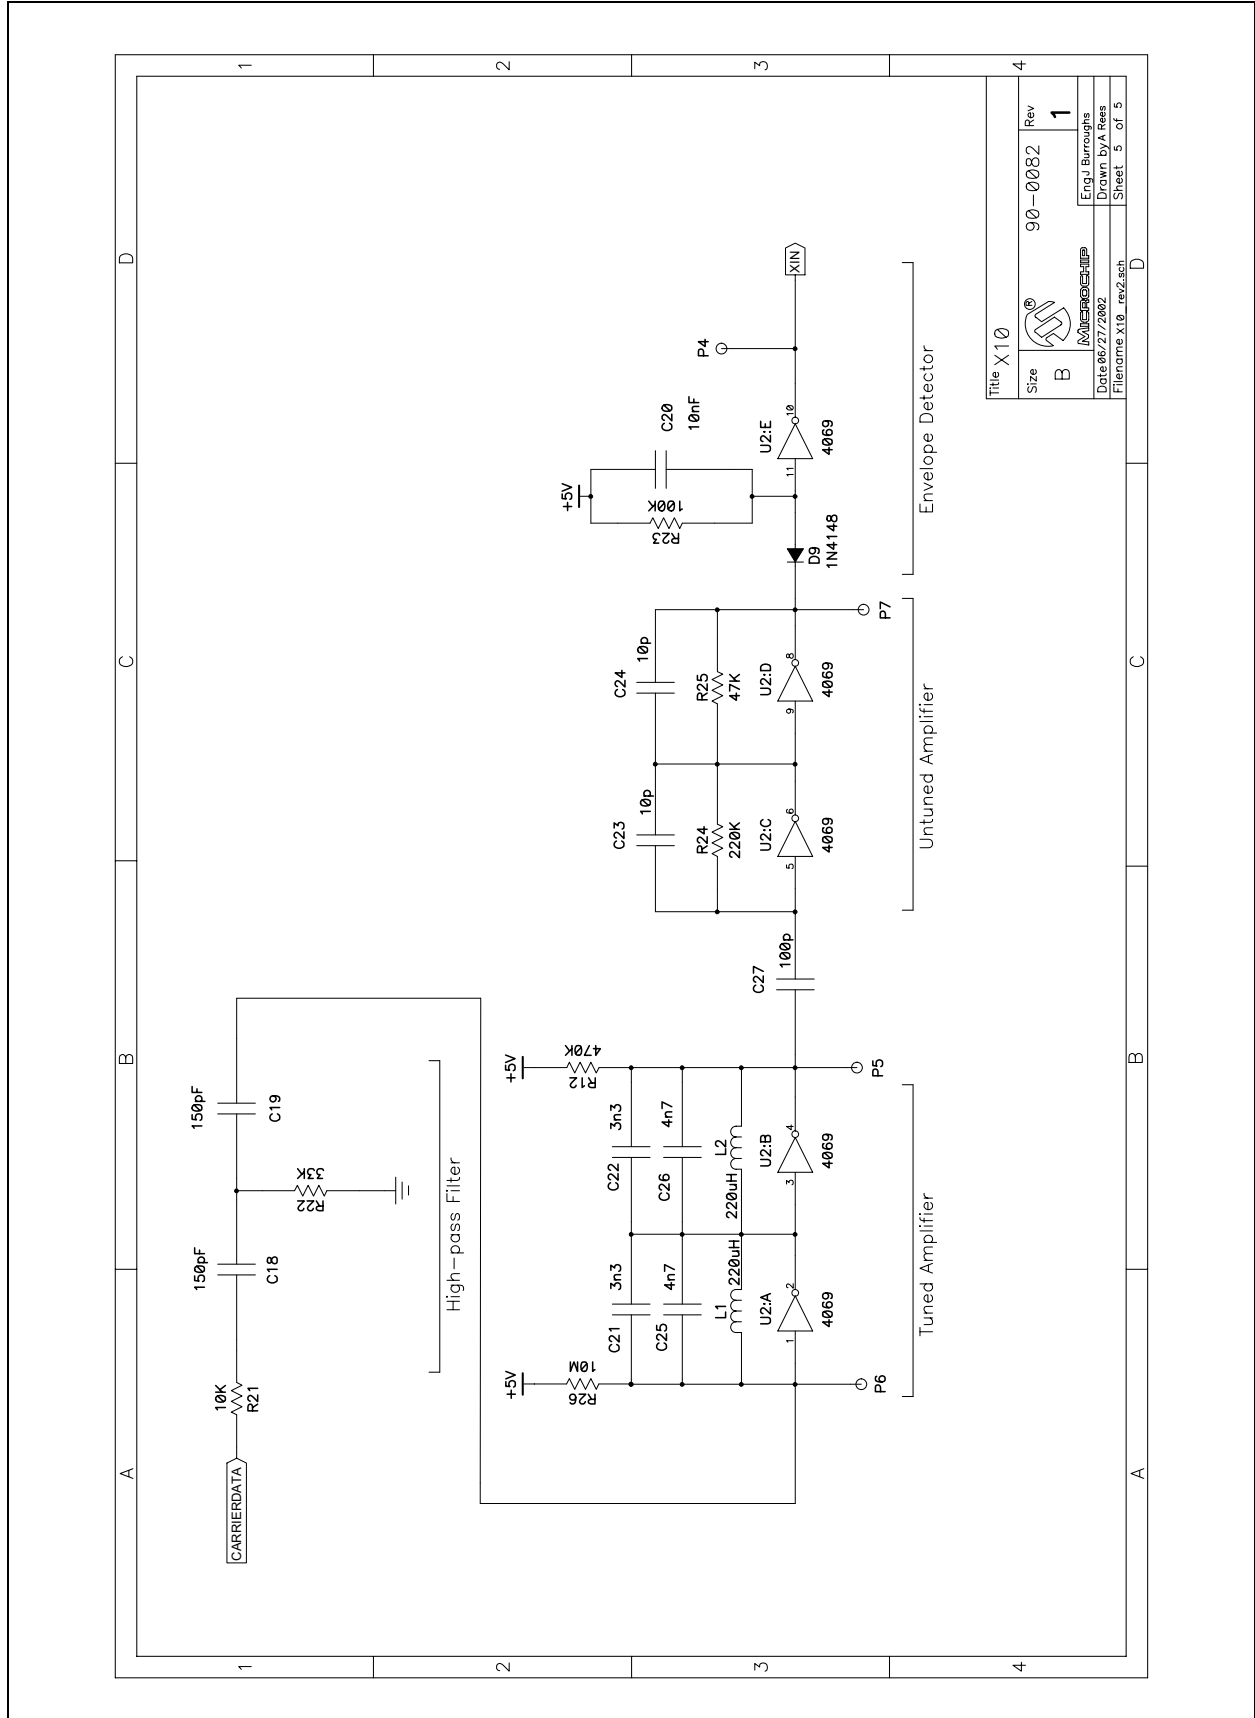 1
2
3
4
D
C
B
A
CARRIERDATA
10K
R21
150pF
C18
R22
33K
150pF
C19
High-pass Filter
+5V
R26
10M
C21
3n3
C25
4n7
L1
220uH
U2:A
1
2
4069
P6
+5V
R12
470K
C22
3n3
C26
4n7
220uH
L2
U2:B
3
4
4069
P5
Tuned Amplifier
C27
100p
C23
10p
R24
220K
U2:C
5
6
4069
C24
10p
R25
47K
U2:D
9
8
4069
P7
Untuned Amplifier
D9
1N4148
+5V
R23
100K
C20
10nF
U2:E
11
10
4069
P4
XIN
Envelope Detector
Title X10
Size
B
®
MICROCHIP
90-0082
Rev
1
Date 06/27/2002
Eng J Burroughs
Drawn by A Rees
Filename X10_rev2.sch
Sheet 5 of 5
1
2
3
4
A
B
C
D